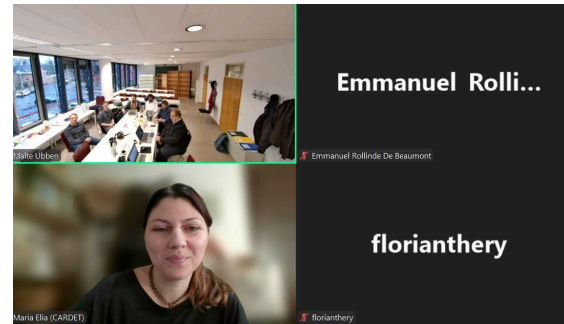 Malte Ubben
Emmanuel Rolli...
Emmanuel Rollinde De Beaumont
Maria Elia (CARDET)
florianthery
florianthery